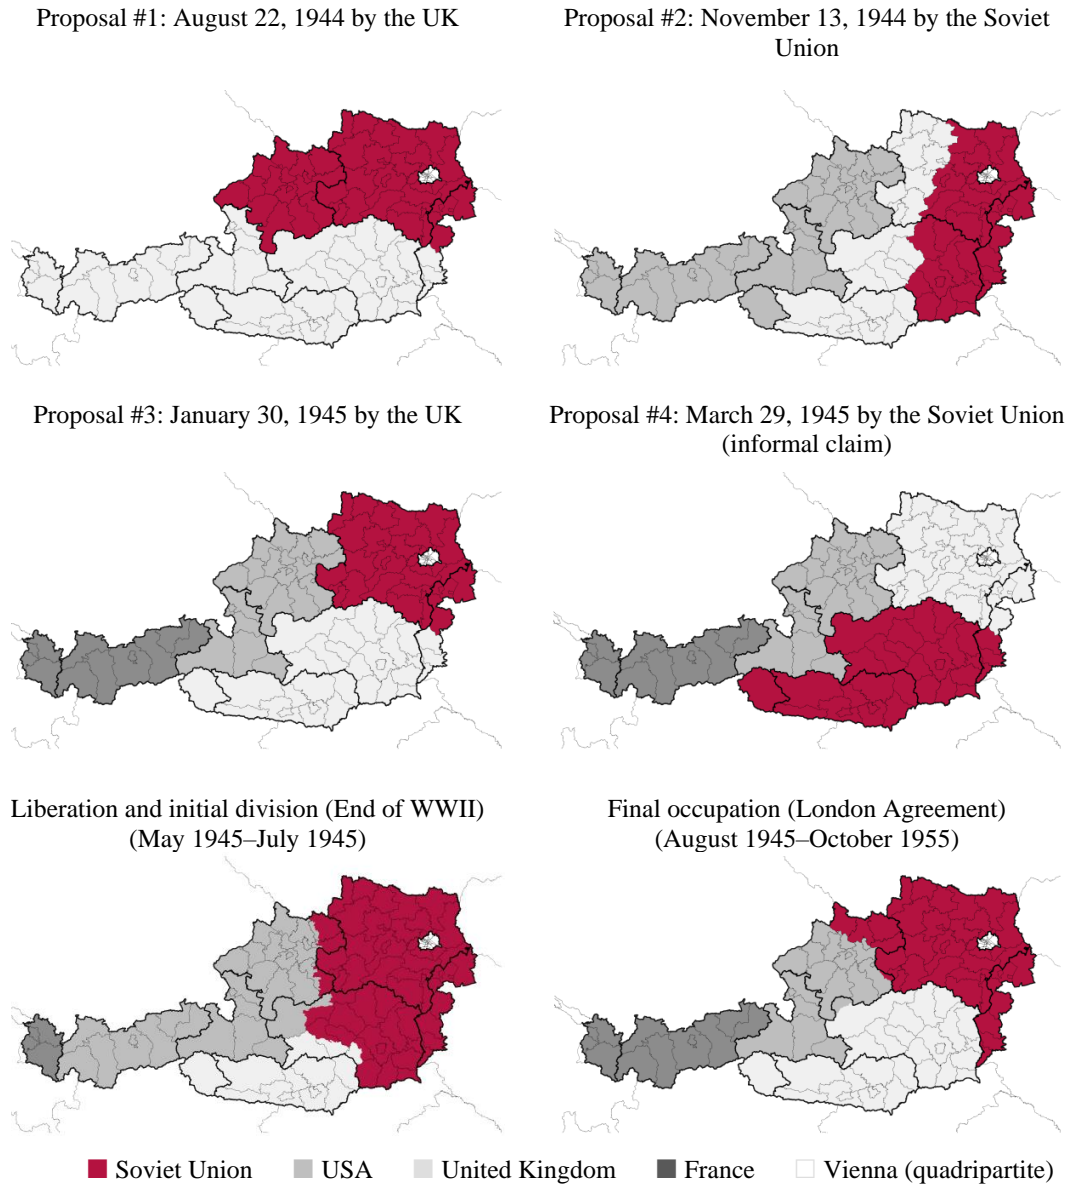 Proposal #1: August 22, 1944 by the UK
Proposal #2: November 13, 1944 by the Soviet
Union
Proposal #3: January 30, 1945 by the UK
Proposal #4: March 29, 1945 by the Soviet Union
(informal claim)
Liberation and initial division (End of WWII)
(May 1945–July 1945)
Final occupation (London Agreement)
(August 1945–October 1955)
Soviet Union USA United Kingdom France Vienna (quadripartite)